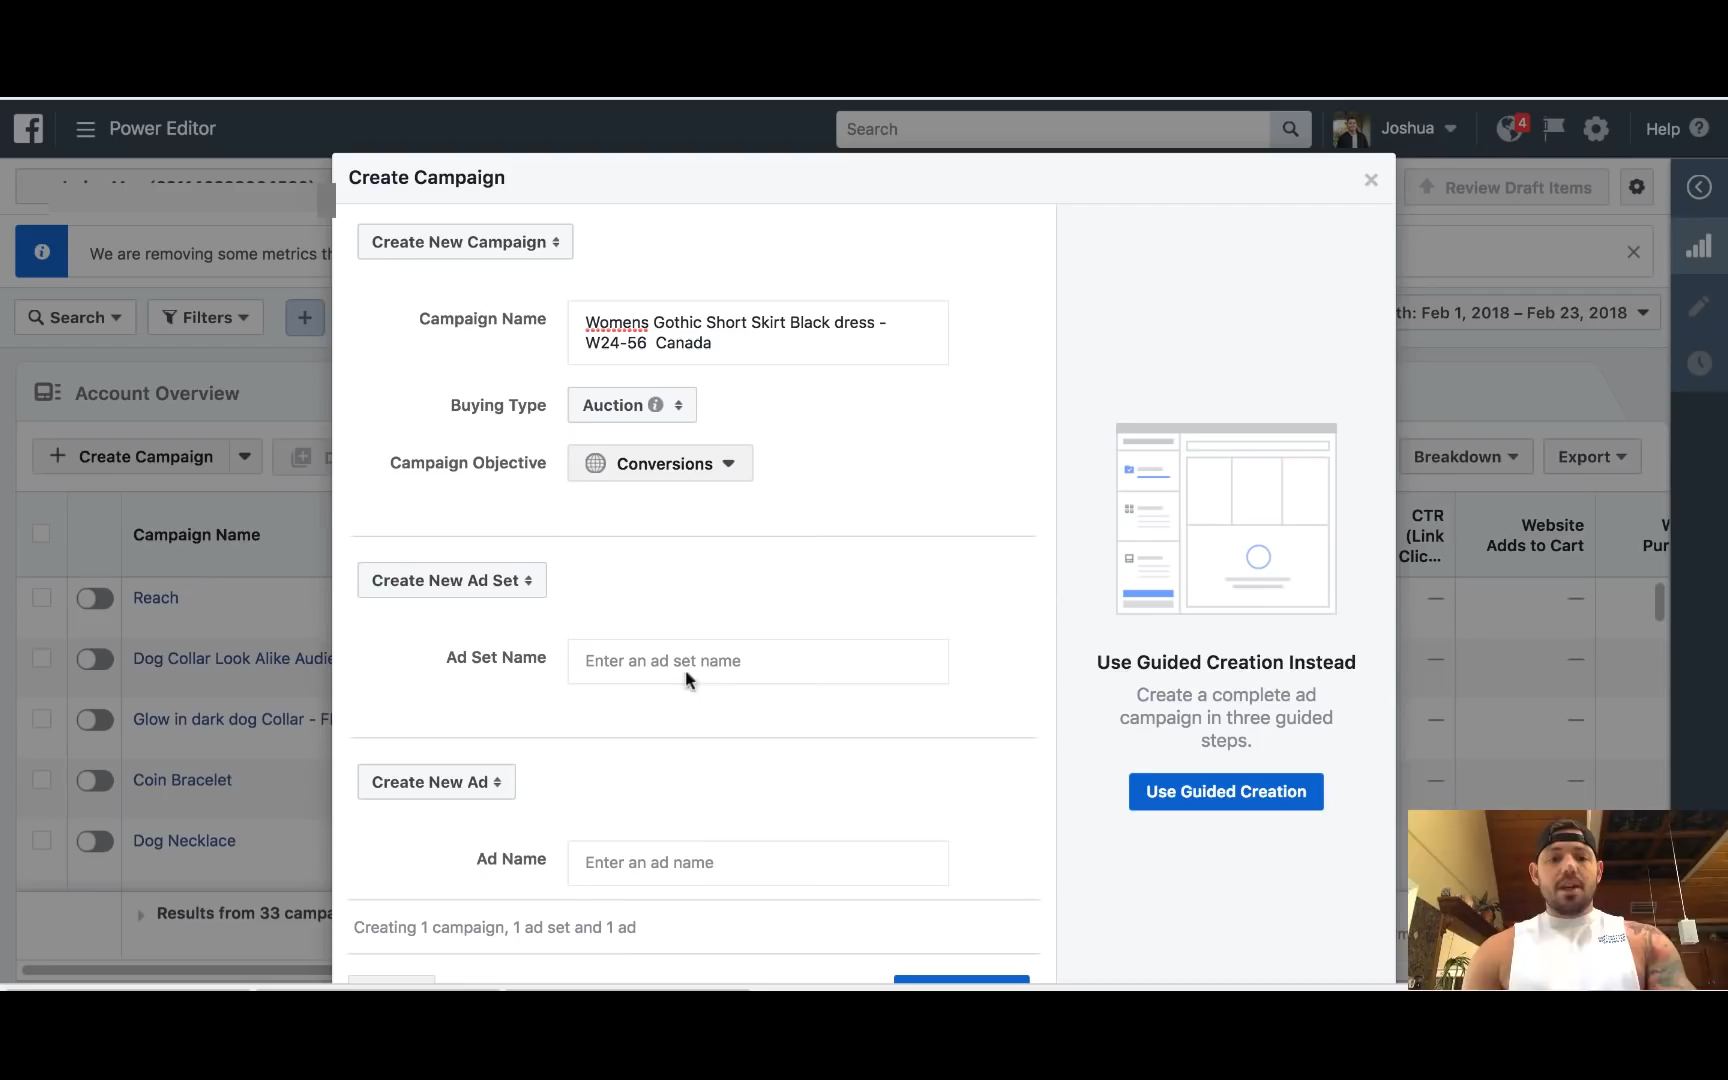 Power Editor
Search
Joshua
4
Help
Create Campaign
Review Draft Items
Create New Campaign
We are removing some metrics th
Search
Filters
Campaign Name
Womens Gothic Short Skirt Black dress -
W24-56  Canada
th: Feb 1, 2018 – Feb 23, 2018
Account Overview
Buying Type
Auction
Create Campaign
Campaign Objective
Conversions
Breakdown
Export
Campaign Name
CTR
(Link
Clic...
Website
Adds to Cart
Pur
Create New Ad Set
Reach
Ad Set Name
Enter an ad set name
Dog Collar Look Alike Audie
Use Guided Creation Instead
Create a complete ad
campaign in three guided
steps.
Glow in dark dog Collar - Fl
Create New Ad
Coin Bracelet
Use Guided Creation
Dog Necklace
Ad Name
Enter an ad name
Results from 33 campa
Creating 1 campaign, 1 ad set and 1 ad